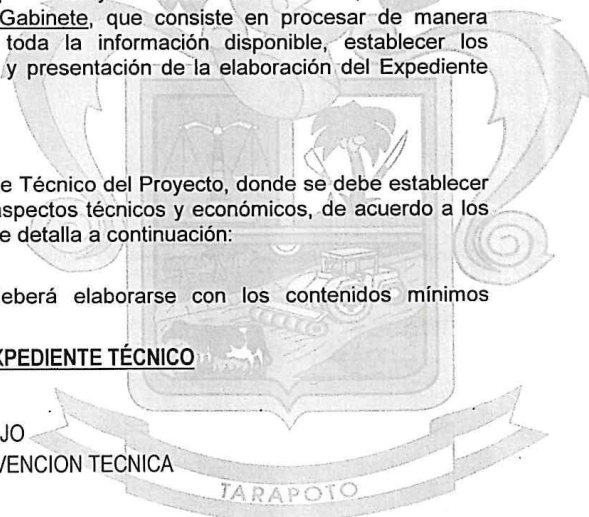 Gabinete, que consiste en procesar de manera
toda la información disponible, establecer los
y presentación de la elaboración del Expediente
e Técnico del Proyecto, donde se debe establecer
aspectos técnicos y económicos, de acuerdo a los
e detalla a continuación:
deberá elaborarse con los contenidos mínimos
XPEDIENTE TÉCNICO
JO
VENCION TECNICA
TARAPOTO